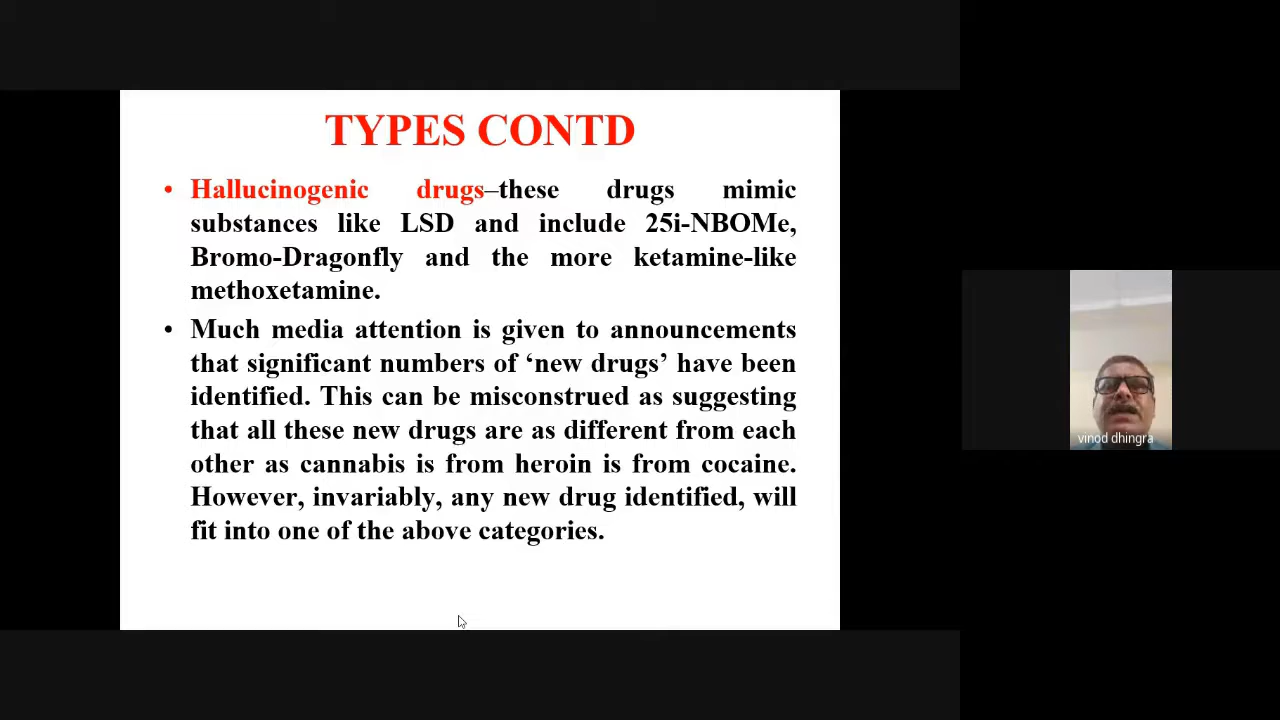 TYPES CONTD
• Hallucinogenic drugs–these drugs mimic
substances like LSD and include 25i-NBOMe,
Bromo-Dragonfly and the more ketamine-like
methoxetamine.
• Much media attention is given to announcements
that significant numbers of ‘new drugs’ have been
identified. This can be misconstrued as suggesting
that all these new drugs are as different from each
other as cannabis is from heroin is from cocaine.
However, invariably, any new drug identified, will
fit into one of the above categories.
vinod dhingra